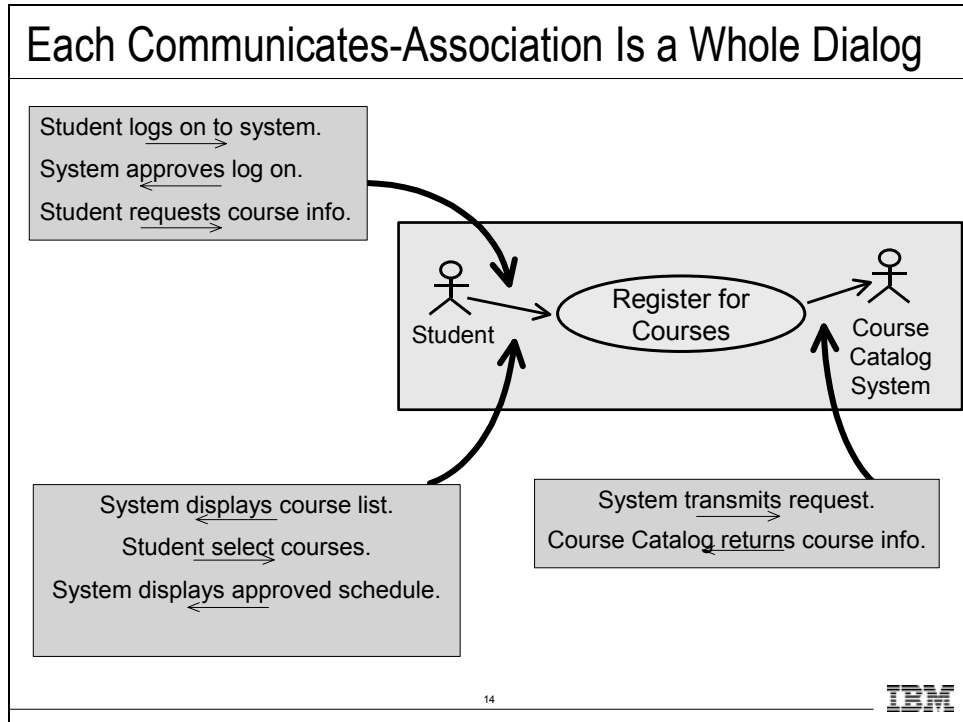 Each Communicates-Association Is a Whole Dialog
Student logs on to system.
System approves log on.
Student requests course info.
Student
Register for
Courses
Course
Catalog
System
System displays course list.
Student select courses.
System displays approved schedule.
System transmits request.
Course Catalog returns course info.
14
IBM